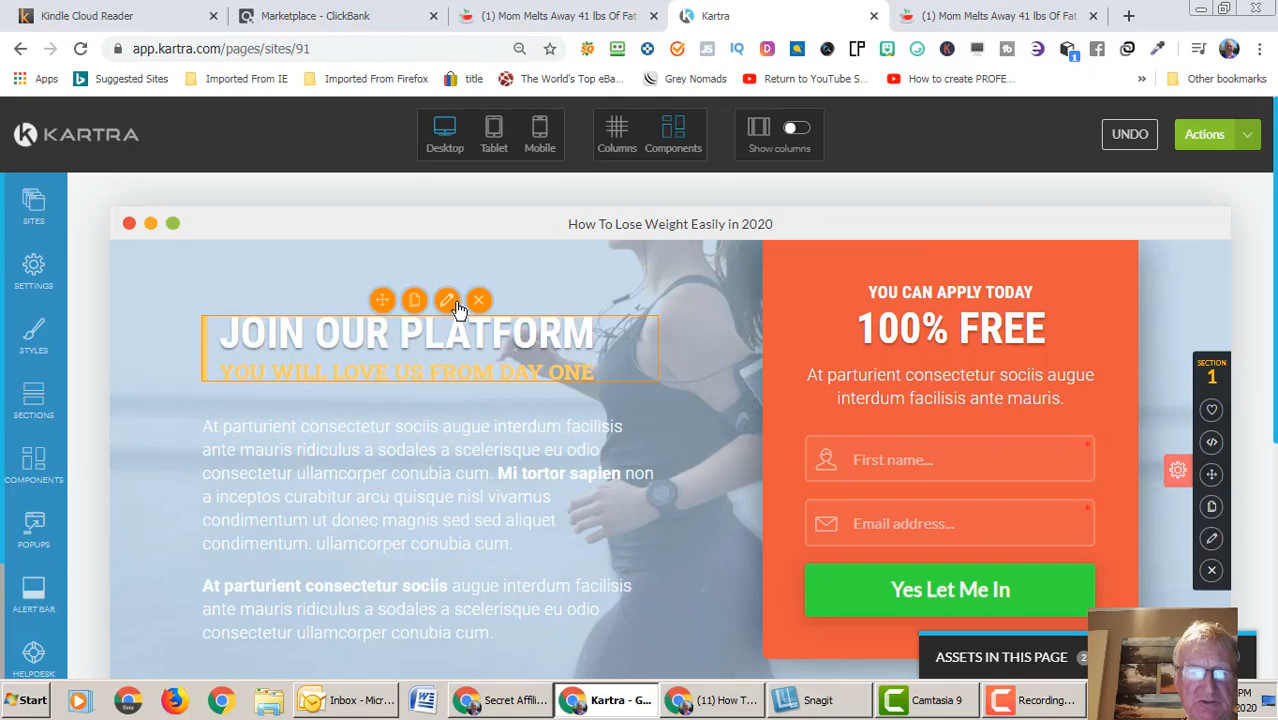 Kindle Cloud Reader
Marketplace - ClickBank
(1) Mom Melts Away 41 lbs Of Fat
Kartra
(1) Mom Melts Away 41 lbs Of Fat
app.kartra.com/pages/sites/91
Apps
Suggested Sites
Imported From IE
Imported From Firefox
title
The World's Top eBa...
Grey Nomads
Return to YouTube S...
How to create PROFE...
»
Other bookmarks
KARTRA
Desktop
Tablet
Mobile
Columns
Components
Show columns
UNDO
Actions
SITES
SETTINGS
STYLES
SECTIONS
COMPONENTS
POPUPS
ALERT BAR
HELPDESK
How To Lose Weight Easily in 2020
JOIN OUR PLATFORM
YOU WILL LOVE US FROM DAY ONE
At parturient consectetur sociis augue interdum facilisis
ante mauris ridiculus a sodales a scelerisque eu odio
consectetur ullamcorper conubia cum. Mi tortor sapien non
a inceptos curabitur arcu quisque nisl vivamus
condimentum ut donec magnis sed sed aliquet
condimentum. ullamcorper conubia cum.
At parturient consectetur sociis augue interdum facilisis
ante mauris ridiculus a sodales a scelerisque eu odio
consectetur ullamcorper conubia cum.
YOU CAN APPLY TODAY
100% FREE
At parturient consectetur sociis augue
interdum facilisis ante mauris.
First name...
*
Email address...
*
Yes Let Me In
SECTION
1
ASSETS IN THIS PAGE
2
Start
Inbox - Micr...
Secret Affili...
Kartra - G...
(11) How T...
Snagit
Camtasia 9
Recording...
PM
2020